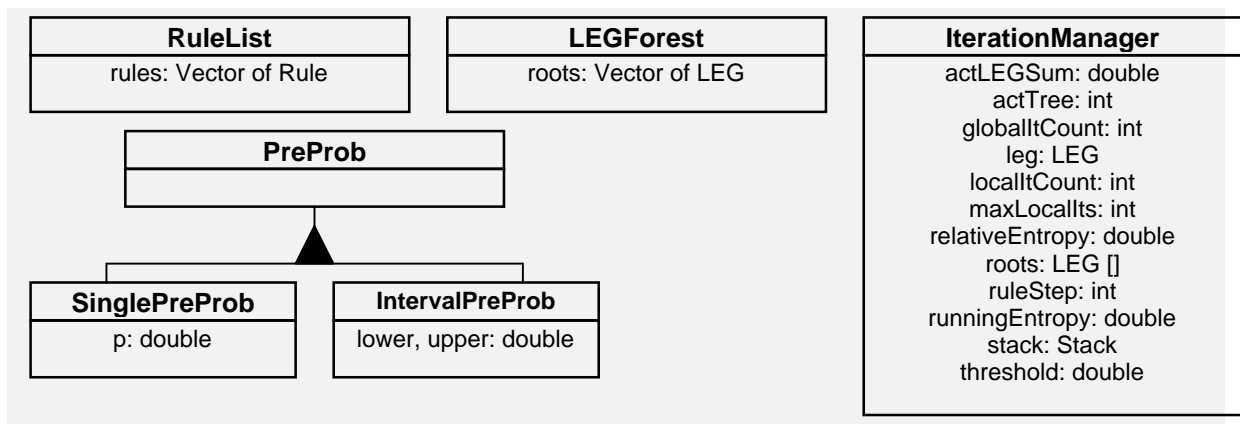 RuleList
rules: Vector of Rule
LEGForest
roots: Vector of LEG
IterationManager
actLEGSum: double
actTree: int
globalItCount: int
leg: LEG
localItCount: int
maxLocalIts: int
relativeEntropy: double
roots: LEG []
ruleStep: int
runningEntropy: double
stack: Stack
threshold: double
PreProb
SinglePreProb
p: double
IntervalPreProb
lower, upper: double